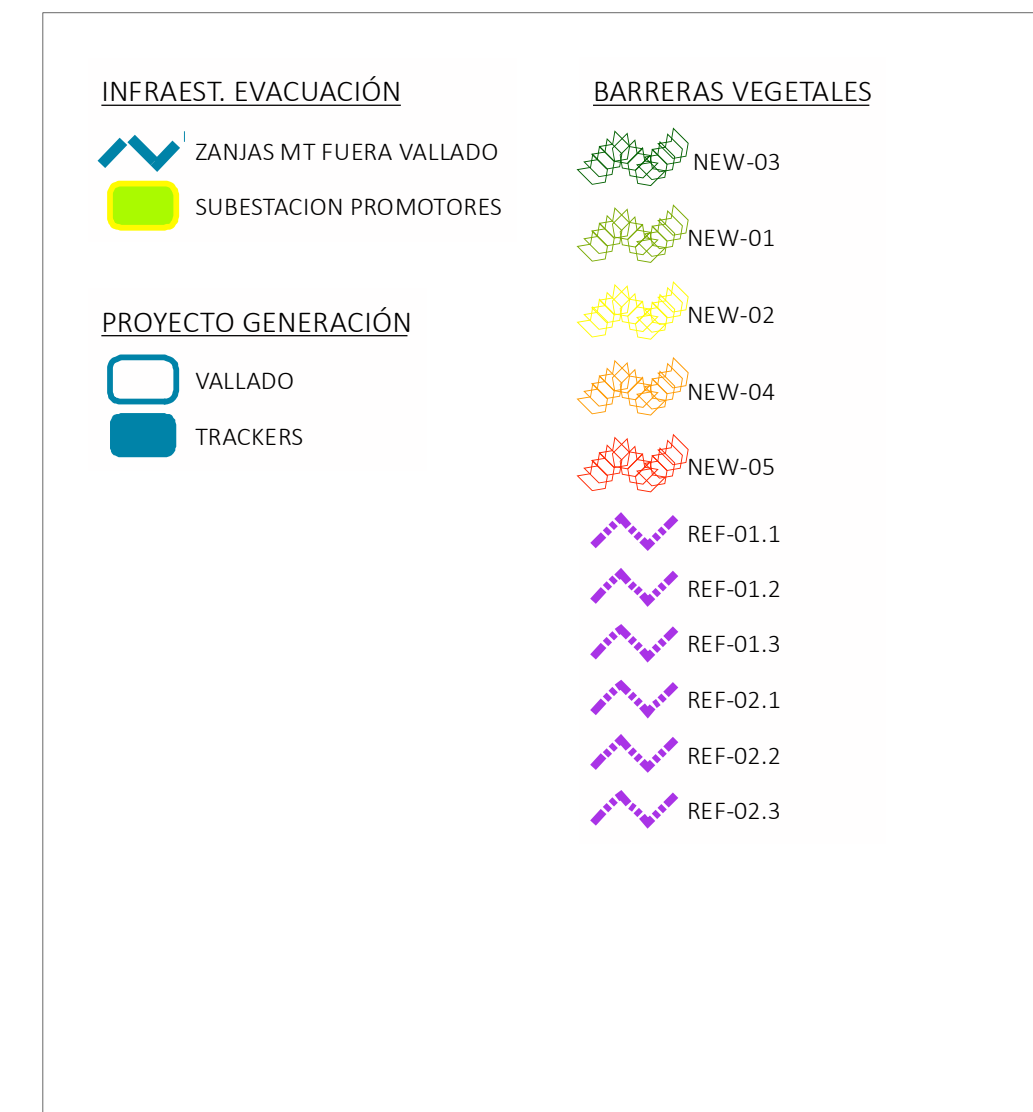 INFRAEST. EVACUACIÓN
ZANJAS MT FUERA VALLADO
SUBESTACION PROMOTORES
PROYECTO GENERACIÓN
VALLADO
TRACKERS
BARRERAS VEGETALES
NEW-03
NEW-01
NEW-02
NEW-04
NEW-05
REF-01.1
REF-01.2
REF-01.3
REF-02.1
REF-02.2
REF-02.3